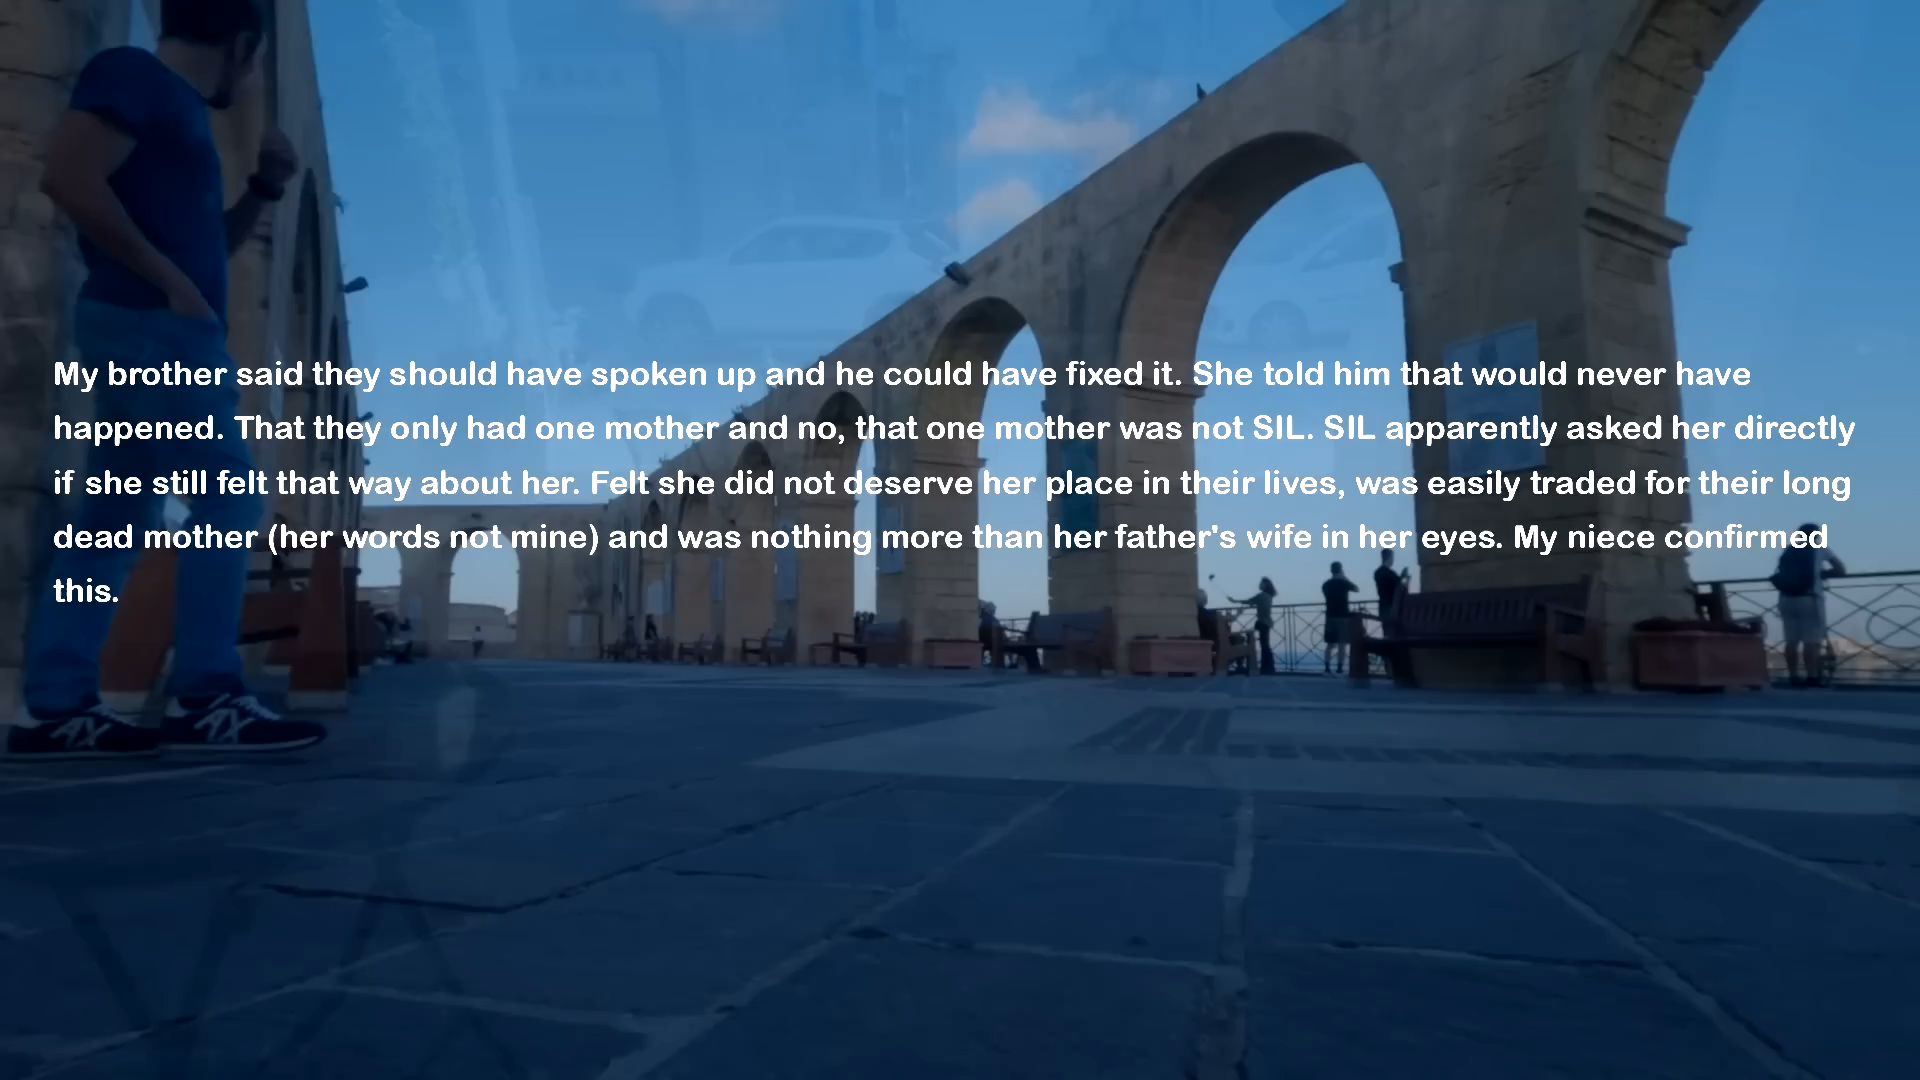 My brother said they should have spoken up and he could have fixed it. She told him that would never have
happened. That they only had one mother and no, that one mother was not SIL. SIL apparently asked her directly
if she still felt that way about her. Felt she did not deserve her place in their lives, was easily traded for their long
dead mother (her words not mine) and was nothing more than her father's wife in her eyes. My niece confirmed
this.
AX
AX